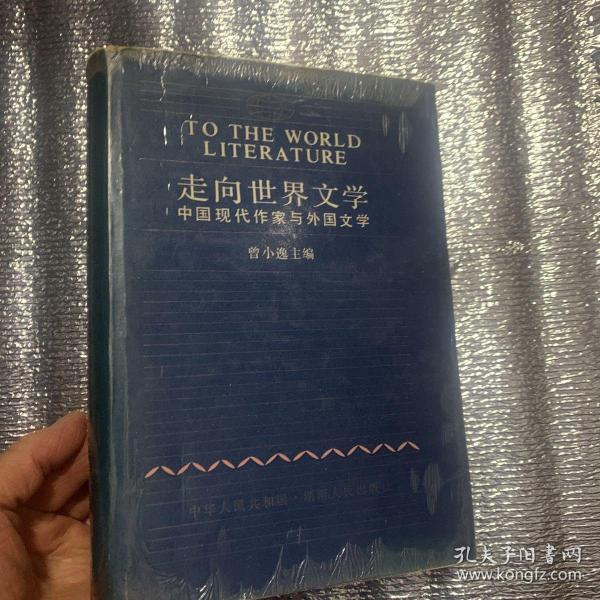 TO THE WORLD
LITERATURE
走向世界文学
中国现代作家与外国文学
曾小逸主编
中华人民共和国·湖南人民出版社
孔夫子旧书网
www.kongfz.com